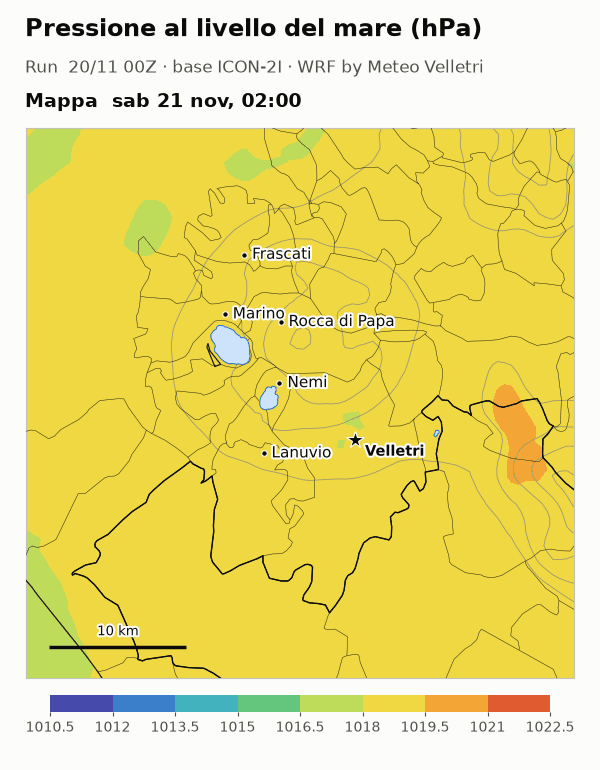 Pressione al livello del mare (hPa)
Run  20/11 00Z · base ICON-2I · WRF by Meteo Velletri
Mappa  sab 21 nov, 02:00
Frascati
Marino
Rocca di Papa
Nemi
Velletri
Lanuvio
10 km
1010.5 1012 1013.5 1015 1016.5 1018 1019.5 1021 1022.5